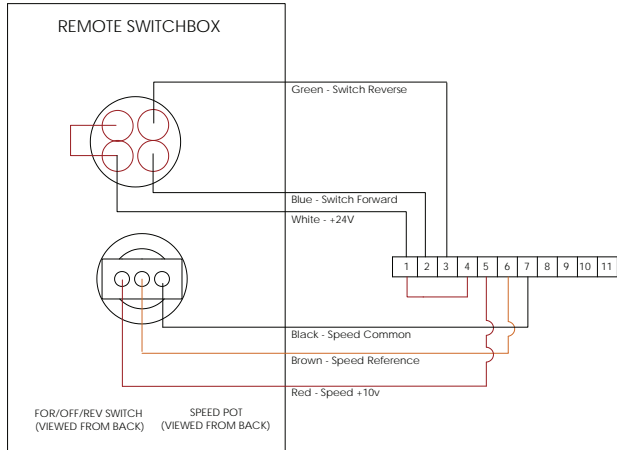 REMOTE SWITCHBOX
Green - Switch Reverse
Blue - Switch Forward
White - +24V
1 2 3 4 5 6 7 8 9 10 11
Black - Speed Common
Brown - Speed Reference
Red - Speed +10v
FOR/OFF/REV SWITCH
(VIEWED FROM BACK)
SPEED POT
(VIEWED FROM BACK)